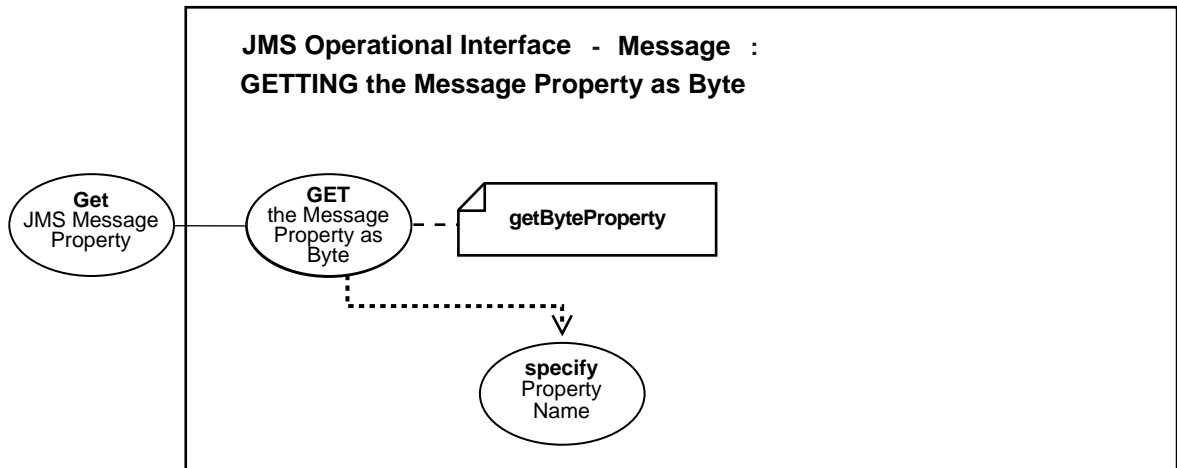 JMS Operational Interface - Message :
GETTING the Message Property as Byte
Get
JMS Message
Property
GET
the Message
Property as
Byte
getByteProperty
specify
Property
Name